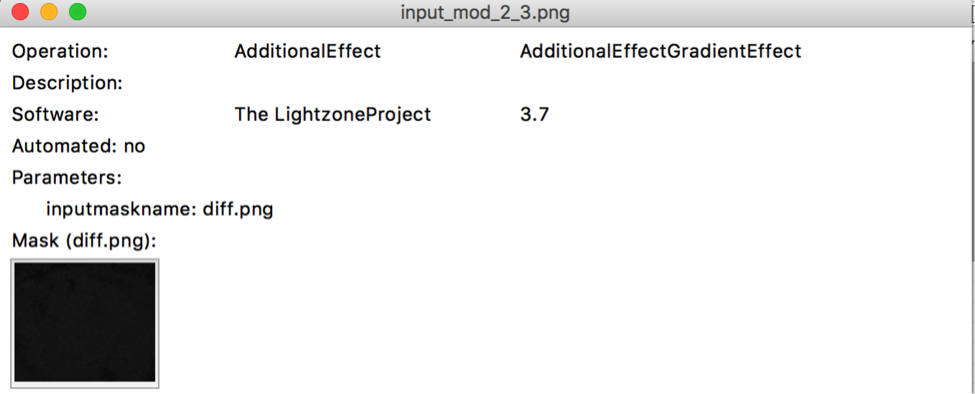 input_mod_2_3.png
Operation: AdditionalEffect AdditionalEffectGradientEffect
Description:
Software: The LightzoneProject 3.7
Automated: no
Parameters:
inputmaskname: diff.png
Mask (diff.png):